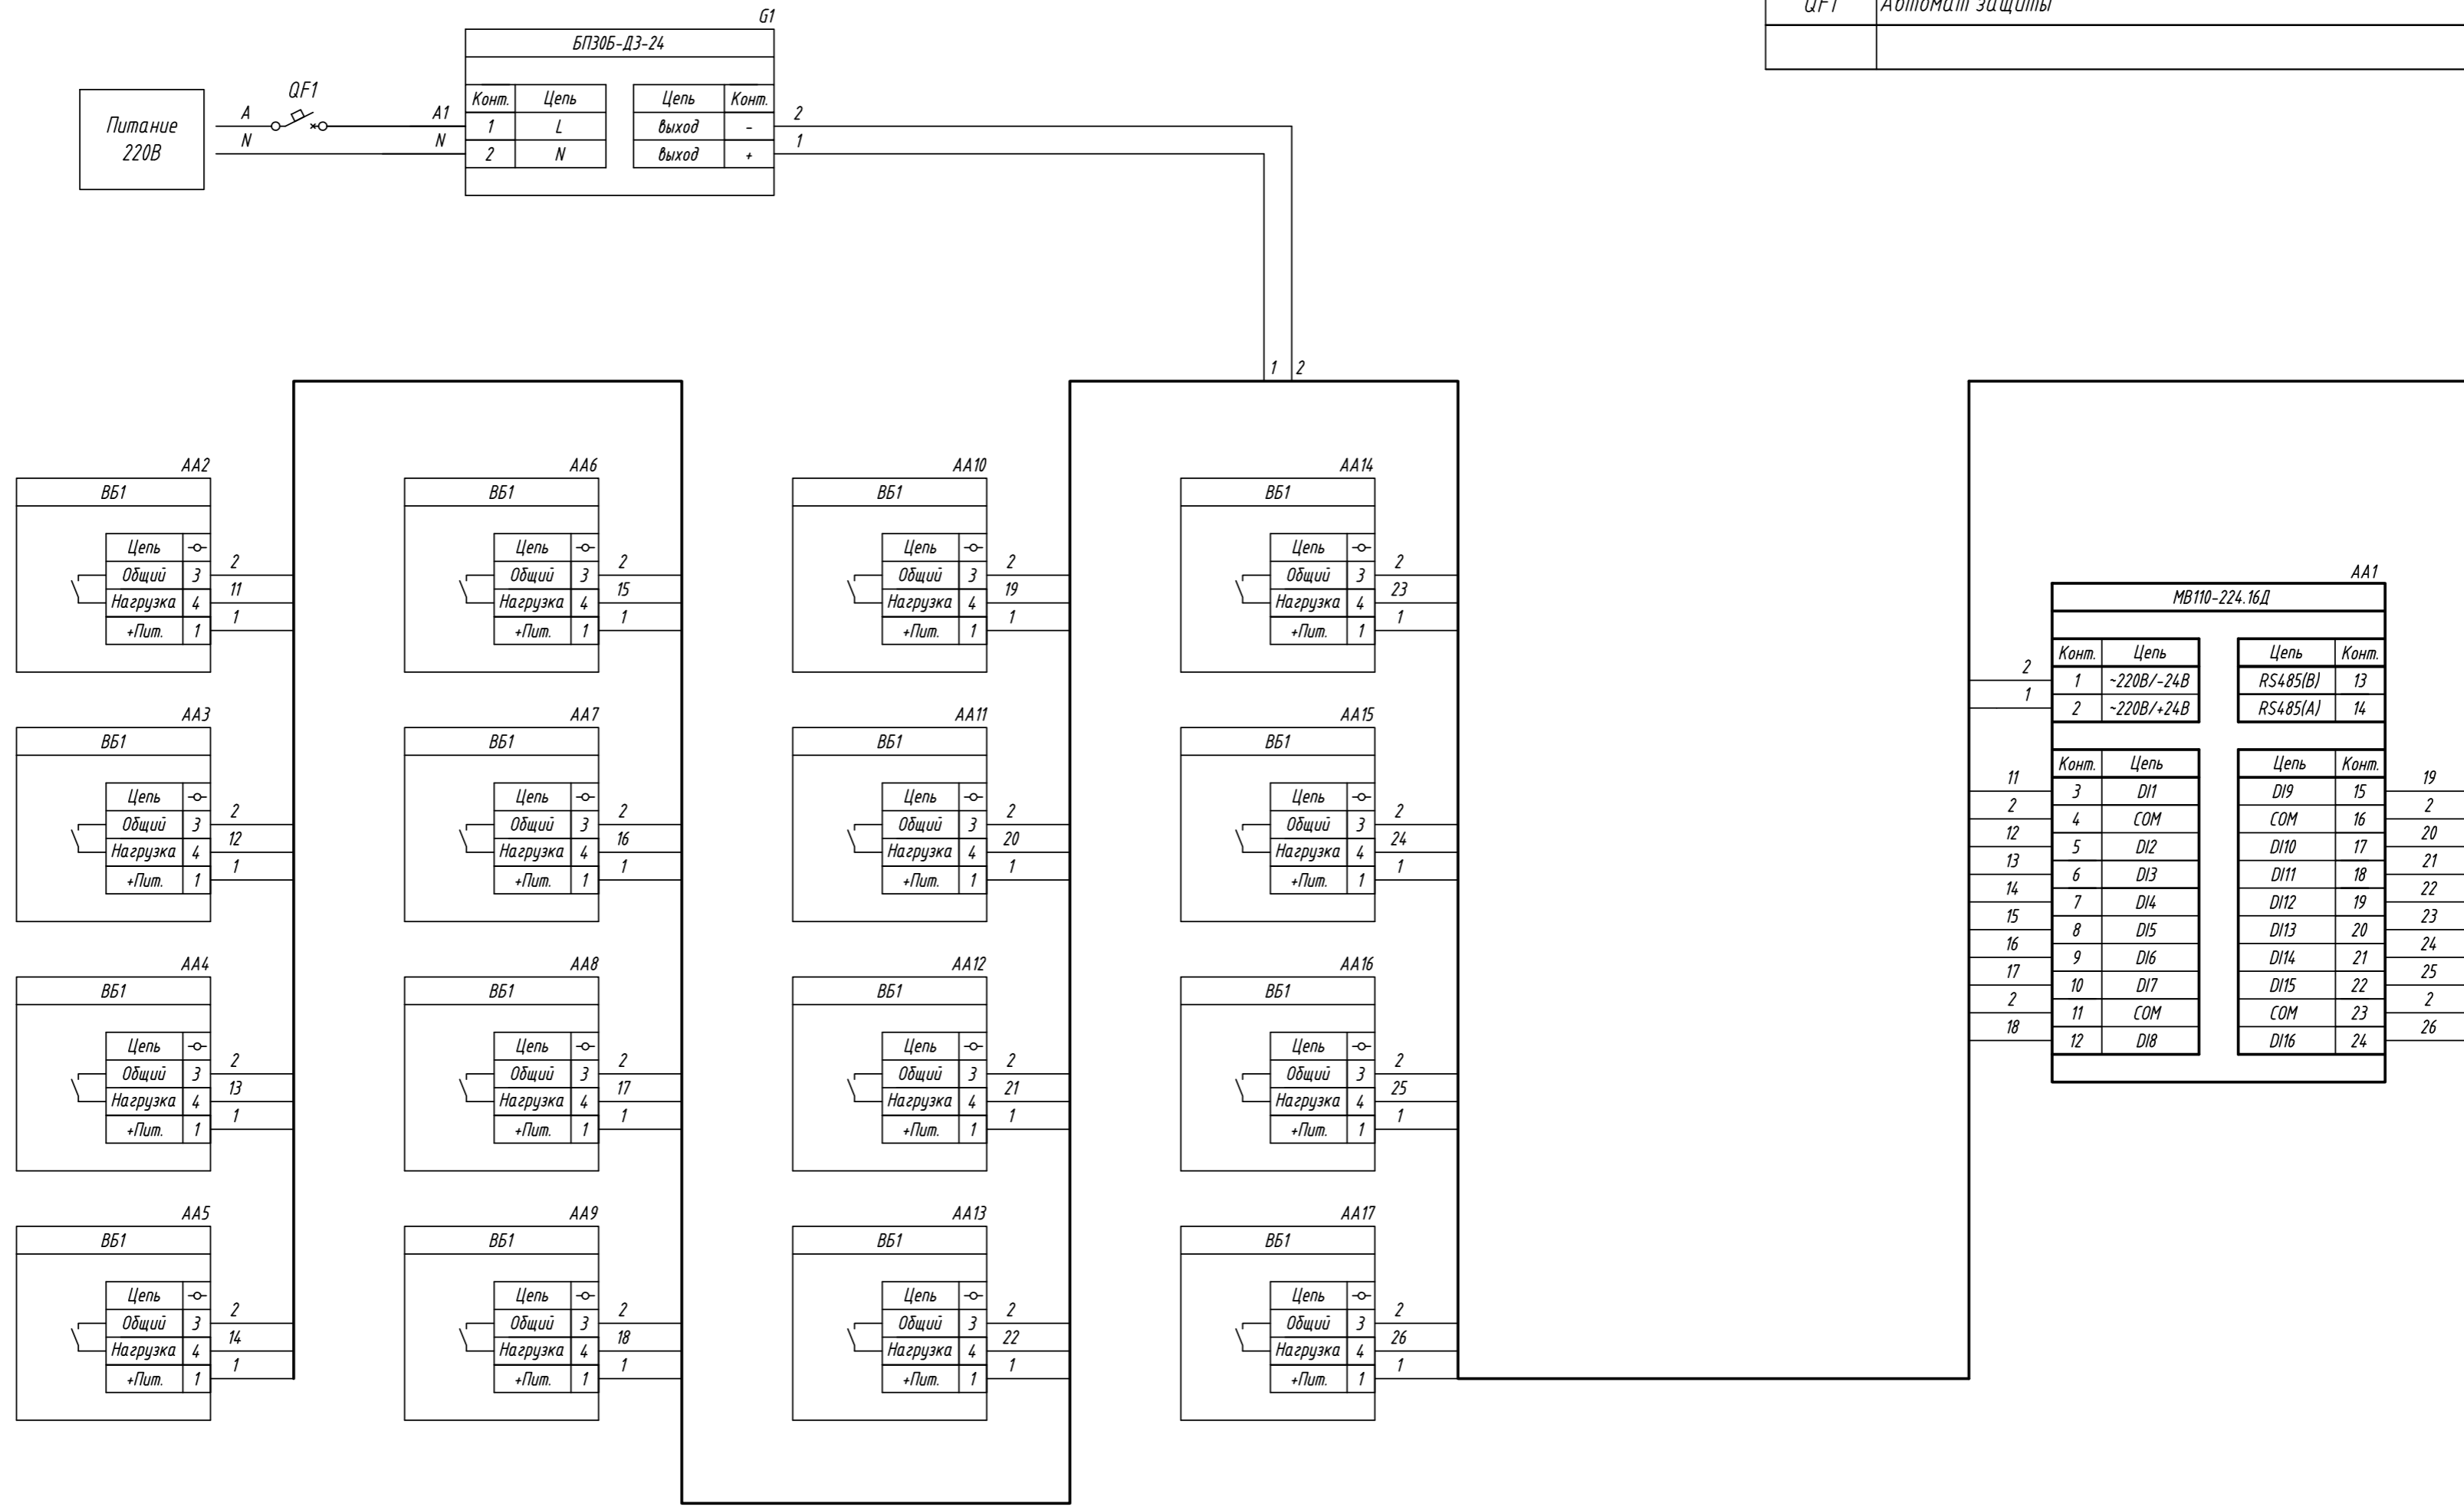 QF1 Автомат защиты
G1
БП30Б-Д3-24
Питание
220В
QF1
A
N
A1
N
Конт. Цепь
1 L
2 N
Цепь Конт.
выход -
выход +
2
1
1 2
AA2
ВБ1
Цепь
Общий 3 2
Нагрузка 4 11
+Пит. 1 1
AA6
ВБ1
Цепь
Общий 3 2
Нагрузка 4 15
+Пит. 1 1
AA10
ВБ1
Цепь
Общий 3 2
Нагрузка 4 19
+Пит. 1 1
AA14
ВБ1
Цепь
Общий 3 2
Нагрузка 4 23
+Пит. 1 1
AA3
ВБ1
Цепь
Общий 3 2
Нагрузка 4 12
+Пит. 1 1
AA7
ВБ1
Цепь
Общий 3 2
Нагрузка 4 16
+Пит. 1 1
AA11
ВБ1
Цепь
Общий 3 2
Нагрузка 4 20
+Пит. 1 1
AA15
ВБ1
Цепь
Общий 3 2
Нагрузка 4 24
+Пит. 1 1
AA4
ВБ1
Цепь
Общий 3 2
Нагрузка 4 13
+Пит. 1 1
AA8
ВБ1
Цепь
Общий 3 2
Нагрузка 4 17
+Пит. 1 1
AA12
ВБ1
Цепь
Общий 3 2
Нагрузка 4 21
+Пит. 1 1
AA16
ВБ1
Цепь
Общий 3 2
Нагрузка 4 25
+Пит. 1 1
AA5
ВБ1
Цепь
Общий 3 2
Нагрузка 4 14
+Пит. 1 1
AA9
ВБ1
Цепь
Общий 3 2
Нагрузка 4 18
+Пит. 1 1
AA13
ВБ1
Цепь
Общий 3 2
Нагрузка 4 22
+Пит. 1 1
AA17
ВБ1
Цепь
Общий 3 2
Нагрузка 4 26
+Пит. 1 1
AA1
МВ110-224.16Д
Конт. Цепь Цепь Конт.
2 1 ~220В/-24В RS485(B) 13
1 2 ~220В/+24В RS485(A) 14
Конт. Цепь Цепь Конт.
11 3 DI1 DI9 15 19
2 4 COM COM 16 2
12 5 DI2 DI10 17 20
13 6 DI3 DI11 18 21
14 7 DI4 DI12 19 22
15 8 DI5 DI13 20 23
16 9 DI6 DI14 21 24
17 10 DI7 DI15 22 25
2 11 COM COM 23 2
18 12 DI8 DI16 24 26